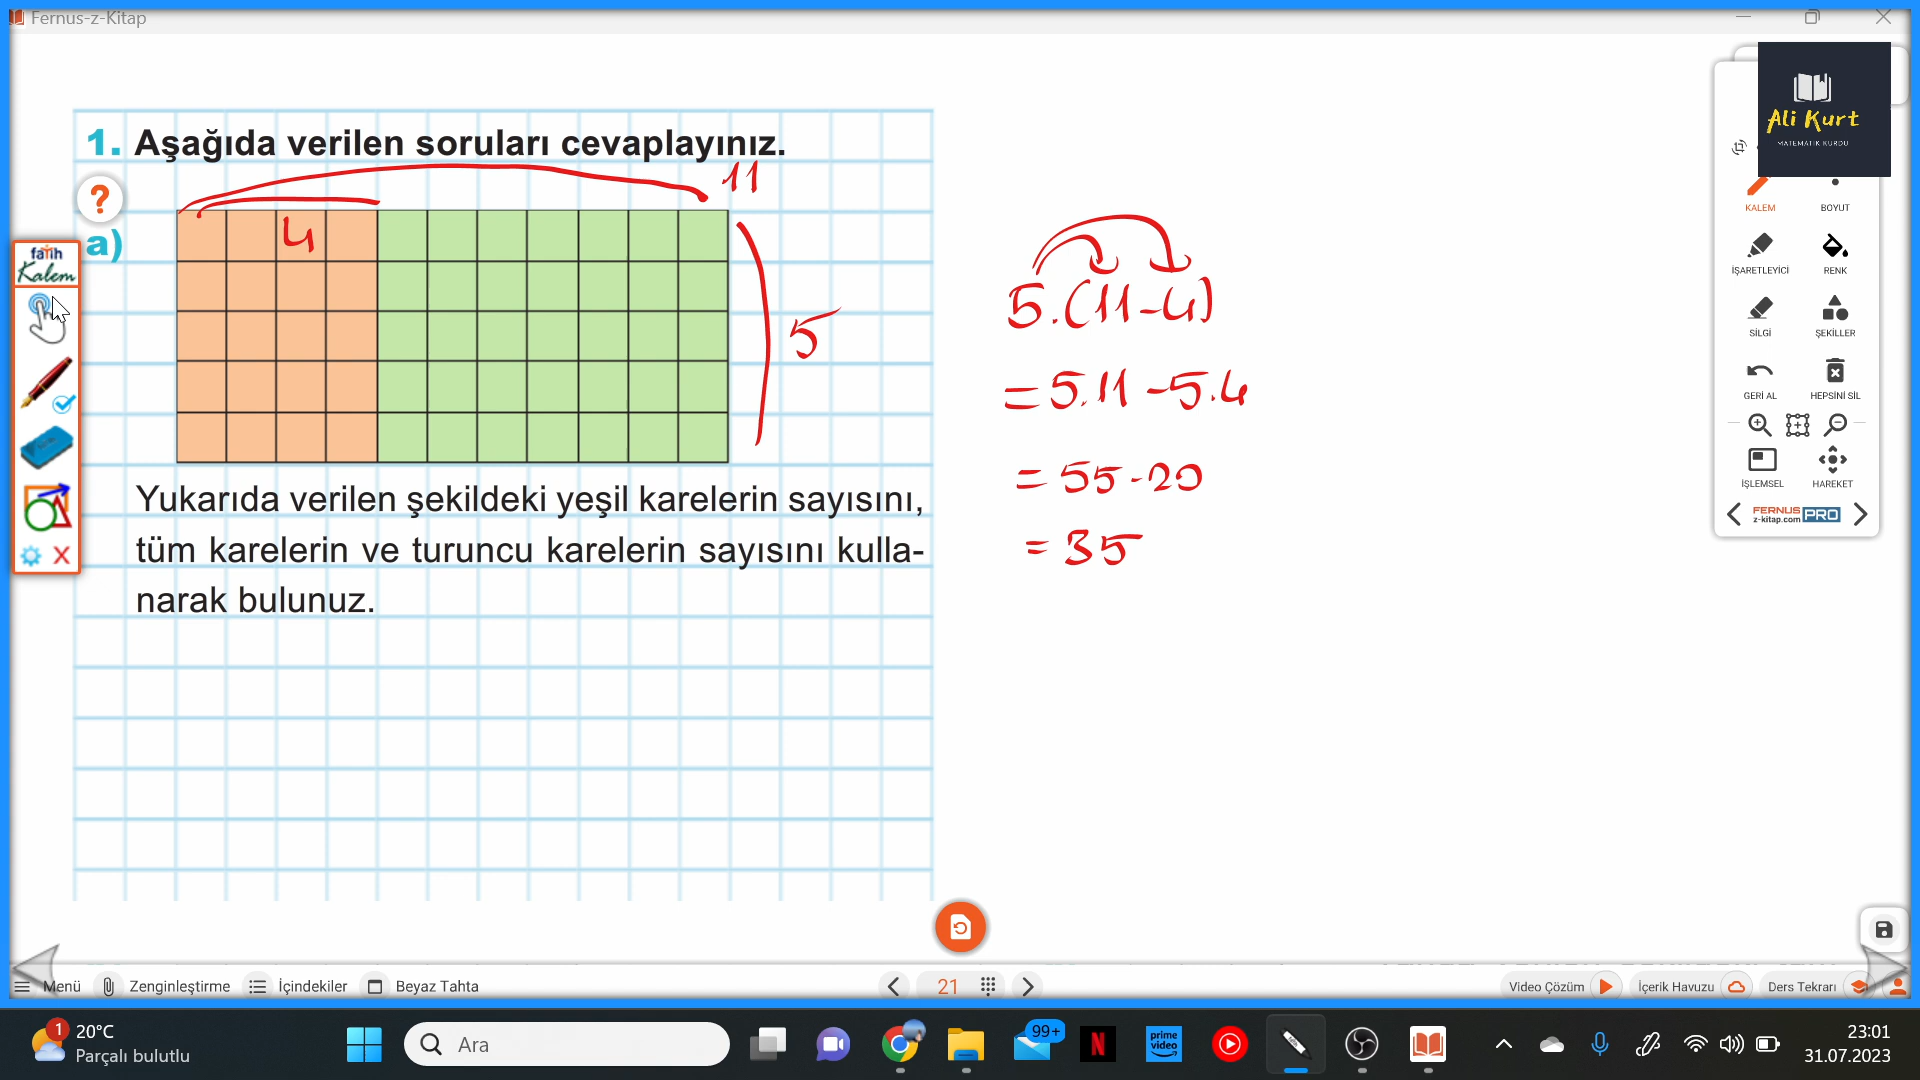 Fernus-z-Kitap
Ali Kurt
MATEMATİK KURDU
1. Aşağıda verilen soruları cevaplayınız.
11
?
a)
4
5
fatih
Kalem
5.(11-4)
=5.11-5.4
=55-20
=35
Yukarıda verilen şekildeki yeşil karelerin sayısını,
tüm karelerin ve turuncu karelerin sayısını kulla-
narak bulunuz.
KALEM BOYUT
İŞARETLEYİCİ RENK
SİLGİ ŞEKİLLER
GERİ AL HEPSİNİ SİL
İŞLEMSEL HAREKET
FERNUS
z-kitap.com PRO
Menü Zenginleştirme İçindekiler Beyaz Tahta 21 Video Çözüm İçerik Havuzu Ders Tekrarı
1
20°C
Parçalı bulutlu
Ara
99+
N
prime
video
23:01
31.07.2023